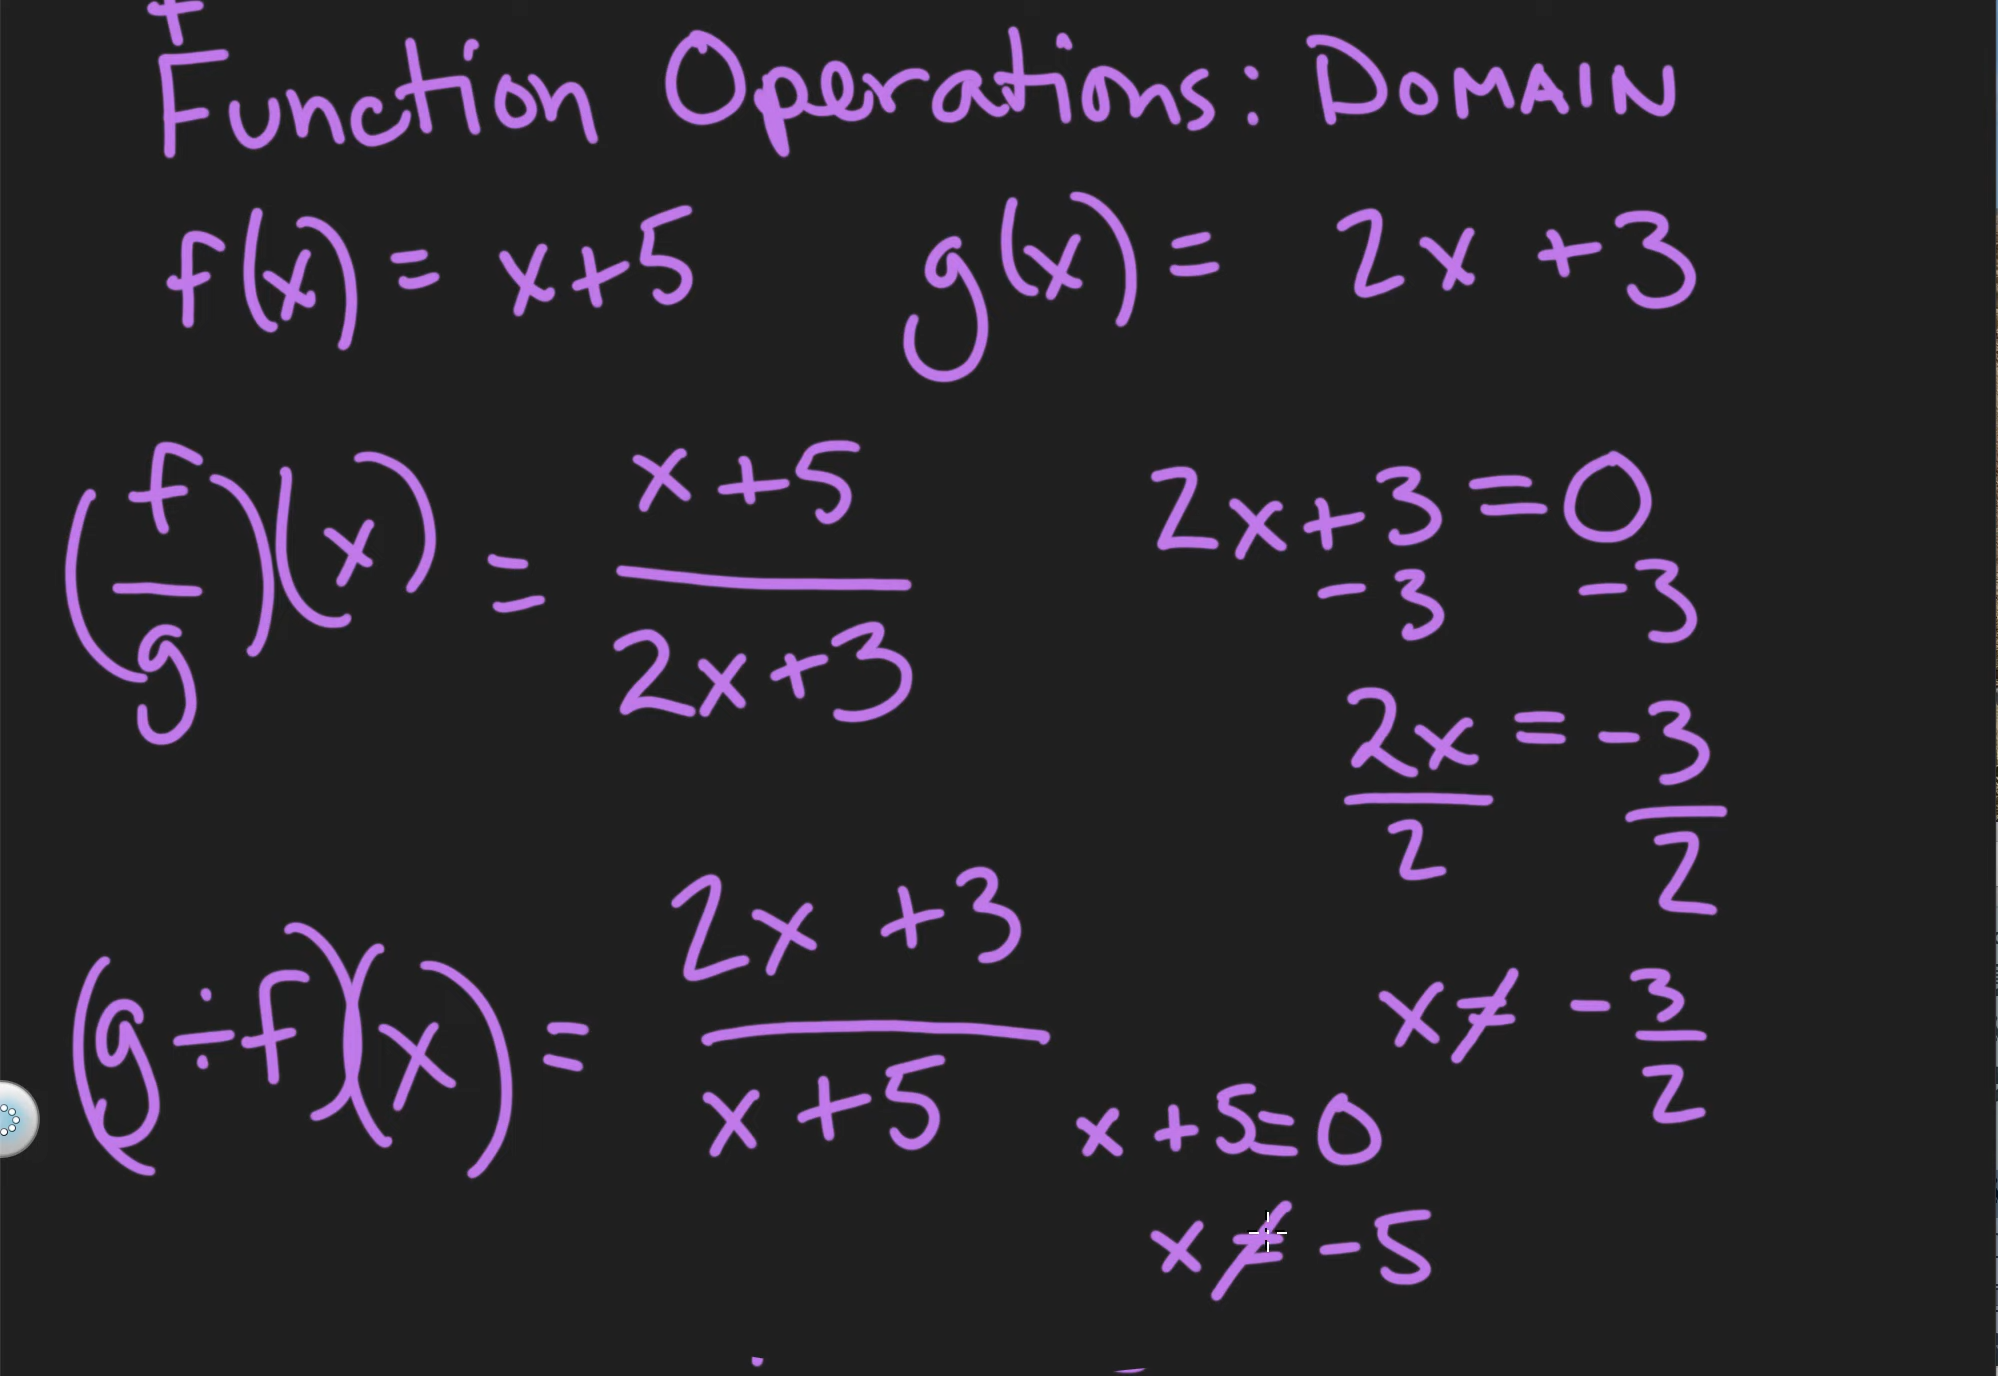 Function Operations: DOMAIN
f(x) = x+5 g(x) = 2x +3
(f/g)(x) = (x+5)/(2x+3)
2x+3=0
-3 -3
2x/2 = -3/2
x ≠ -3/2
(g÷f)(x) = (2x +3)/(x+5)
x+5=0
x ≠ -5